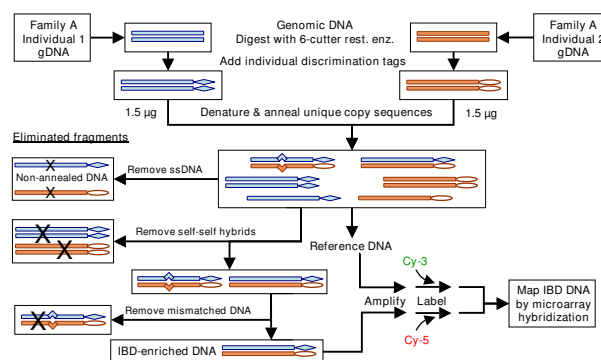 Family A
Individual 1
gDNA
Genomic DNA
Digest with 6-cutter rest. enz.
Family A
Individual 2
gDNA
Add individual discrimination tags
1.5 µg
Denature & anneal unique copy sequences
1.5 µg
Eliminated fragments
X
Non-annealed DNA
X
Remove ssDNA
X
X
Remove self-self hybrids
Reference DNA
Cy-3
Amplify
Label
Map IBD DNA
by microarray
hybridization
X
Remove mismatched DNA
Cy-5
IBD-enriched DNA